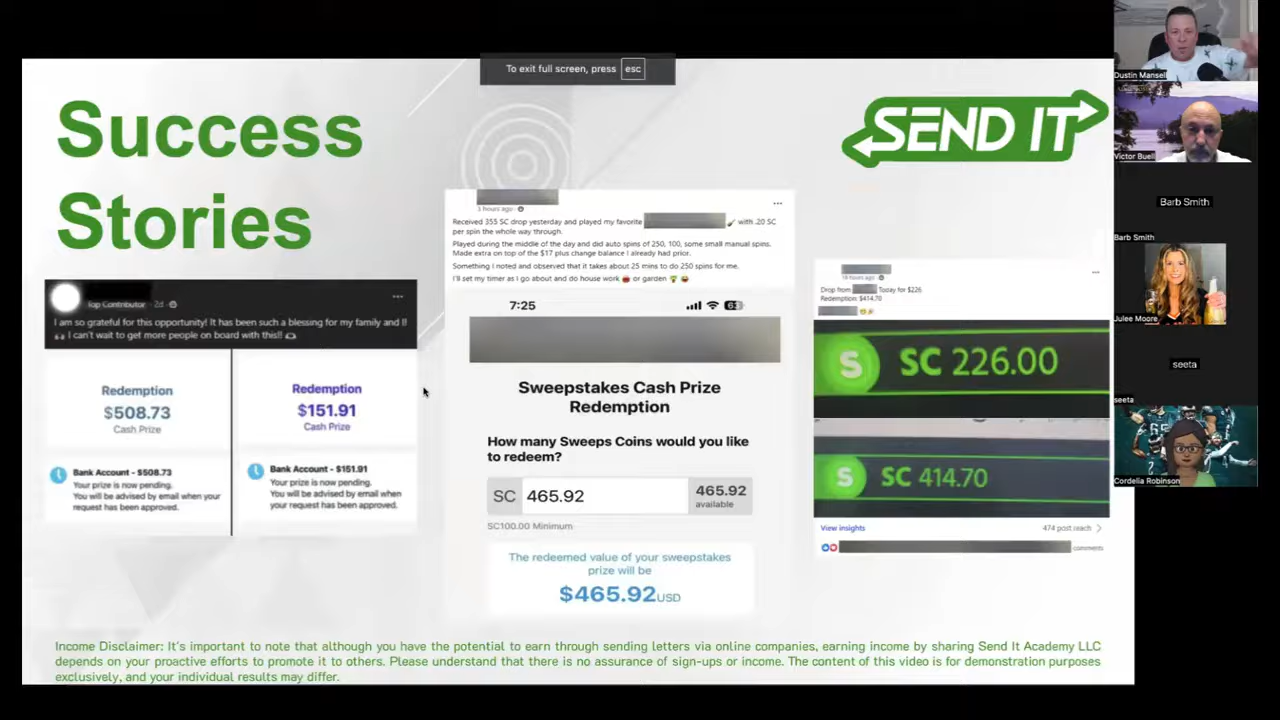 To exit full screen, press esc
Success
Stories
SEND IT
Top Contributor · 2d
I am so grateful for this opportunity! It has been such a blessing for my family and I!
I can't wait to get more people on board with this!!
Redemption
$508.73
Cash Prize
Bank Account - $508.73
Your prize is now pending.
You will be advised by email when your
request has been approved.
Redemption
$151.91
Cash Prize
Bank Account - $151.91
Your prize is now pending.
You will be advised by email when
your request has been approved.
3 hours ago
Received 355 SC drop yesterday and played my favorite with .20 SC
per spin the whole way through.
Played during the middle of the day and did auto spins of 250, 100, some small manual spins.
Made extra on top of the $17 plus change balance I already had prior.
Something I noted and observed that it takes about 25 mins to do 250 spins for me.
I'll set my timer as I go about and do house work or garden
7:25
63
Sweepstakes Cash Prize
Redemption
How many Sweeps Coins would you like
to redeem?
SC 465.92 465.92
available
SC100.00 Minimum
The redeemed value of your sweepstakes
prize will be
$465.92USD
hours ago
Drop from Today for $226
Redemption: $414.70
S SC 226.00
S SC 414.70
View insights 474 post reach
comments
Income Disclaimer: It's important to note that although you have the potential to earn through sending letters via online companies, earning income by sharing Send It Academy LLC
depends on your proactive efforts to promote it to others. Please understand that there is no assurance of sign-ups or income. The content of this video is for demonstration purposes
exclusively, and your individual results may differ.
Dustin Mansell
Victor Buell
Barb Smith
Barb Smith
Julee Moore
seeta
seeta
Cordelia Robinson